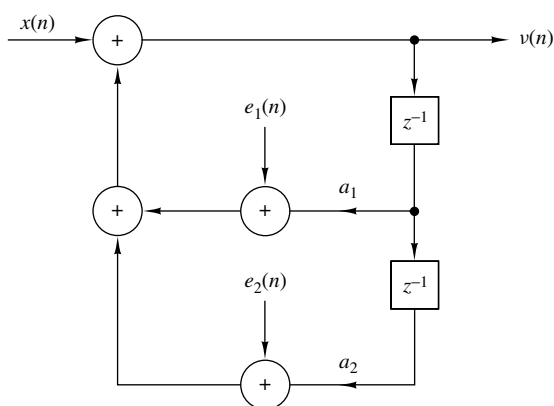 x(n)
+
v(n)
z⁻¹
e₁(n)
+
+
a₁
z⁻¹
e₂(n)
+
a₂